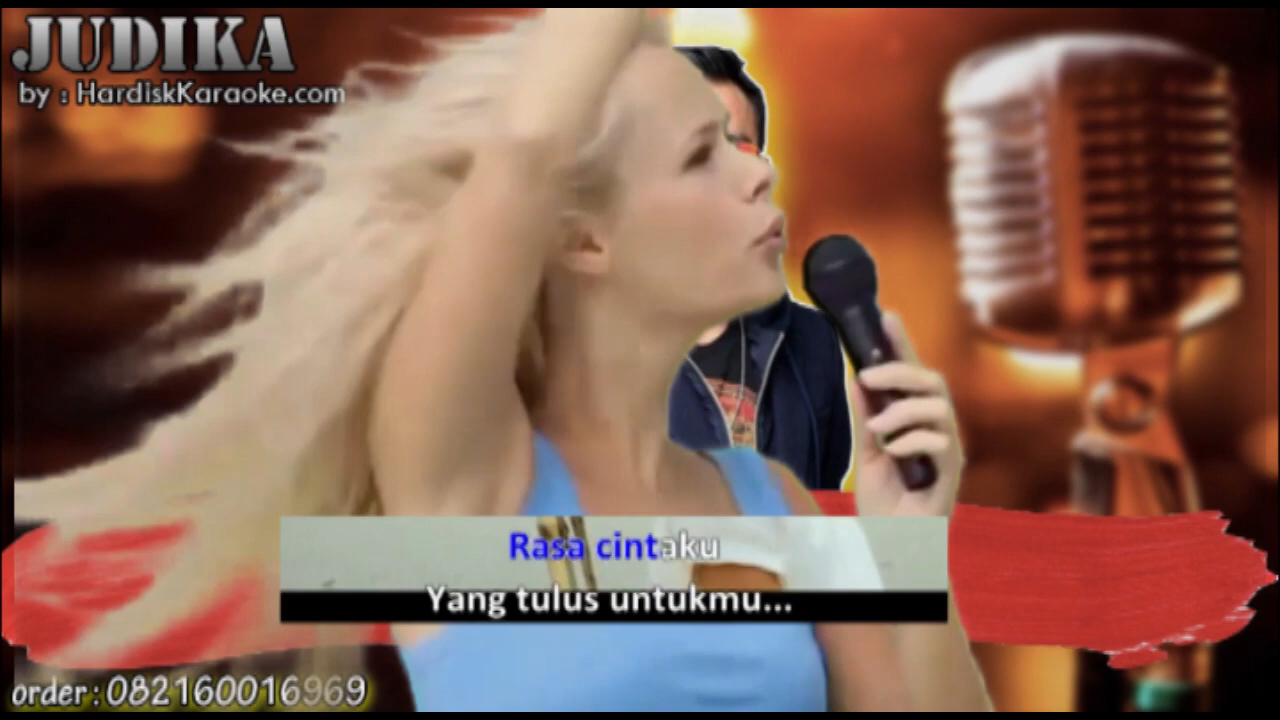 JUDIKA
by : HardiskKaraoke.com
Rasa cintaku
Yang tulus untukmu...
order : 082160016969